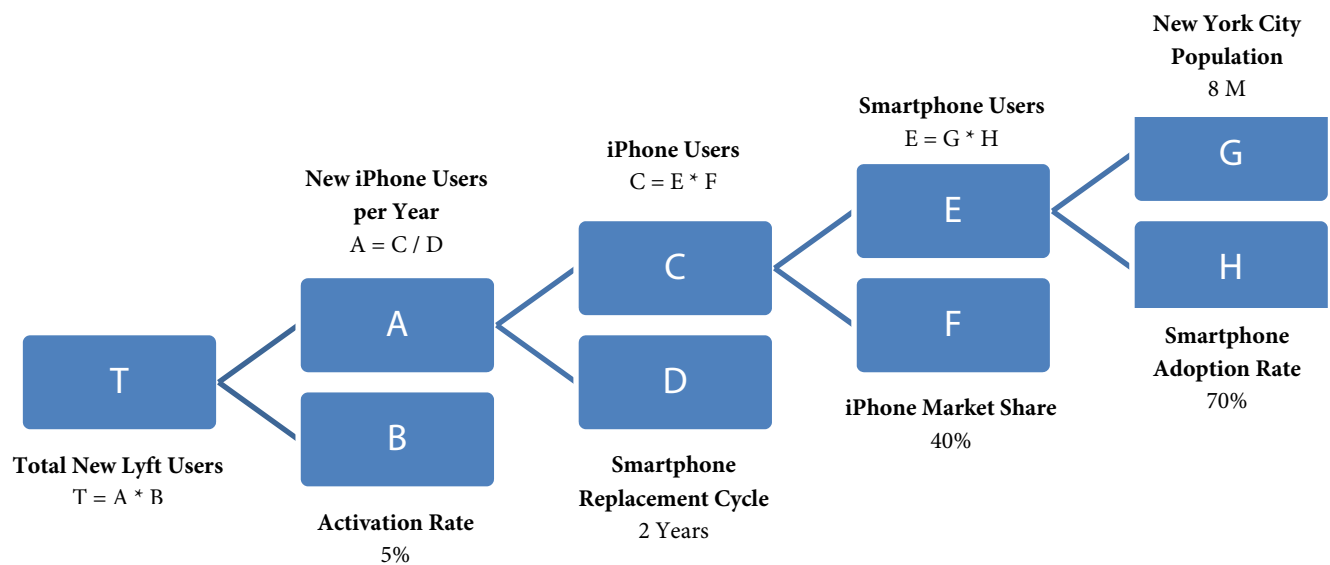 New York City
Population
8 M
G
H
Smartphone
Adoption Rate
70%
Smartphone Users
E = G * H
E
F
iPhone Market Share
40%
iPhone Users
C = E * F
C
D
Smartphone
Replacement Cycle
2 Years
New iPhone Users
per Year
A = C / D
A
B
Activation Rate
5%
T
Total New Lyft Users
T = A * B